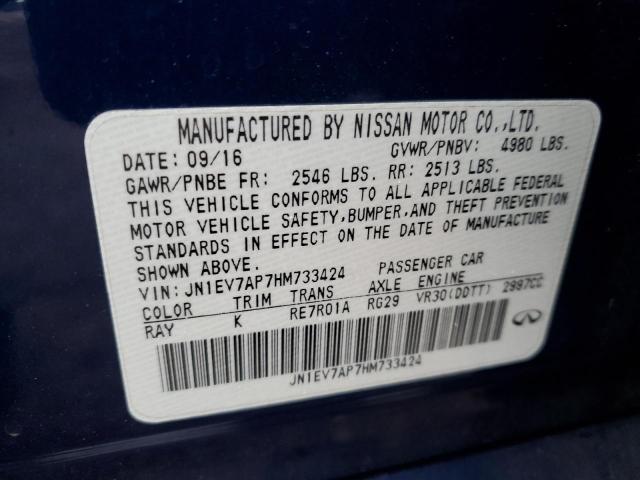 MANUFACTURED BY NISSAN MOTOR CO.,LTD.
DATE: 09/16 GVWR/PNBV: 4980 LBS.
GAWR/PNBE FR: 2546 LBS. RR: 2513 LBS.
THIS VEHICLE CONFORMS TO ALL APPLICABLE FEDERAL
MOTOR VEHICLE SAFETY, BUMPER, AND THEFT PREVENTION
STANDARDS IN EFFECT ON THE DATE OF MANUFACTURE
SHOWN ABOVE.
VIN: JN1EV7AP7HM733424 PASSENGER CAR
COLOR TRIM TRANS AXLE ENGINE
RAY K RE7R01A RG29 VR30(DDTT) 2997CC
JN1EV7AP7HM733424